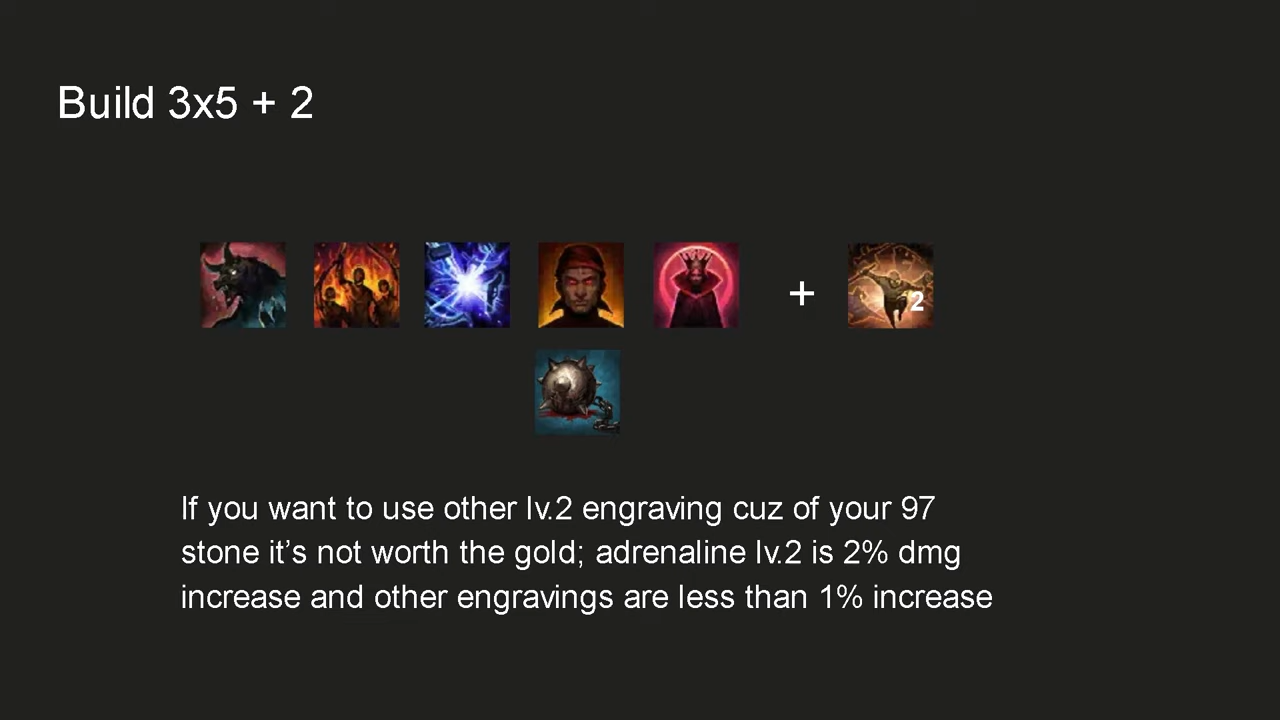 Build 3x5 + 2
+
2
If you want to use other lv.2 engraving cuz of your 97
stone it’s not worth the gold; adrenaline lv.2 is 2% dmg
increase and other engravings are less than 1% increase